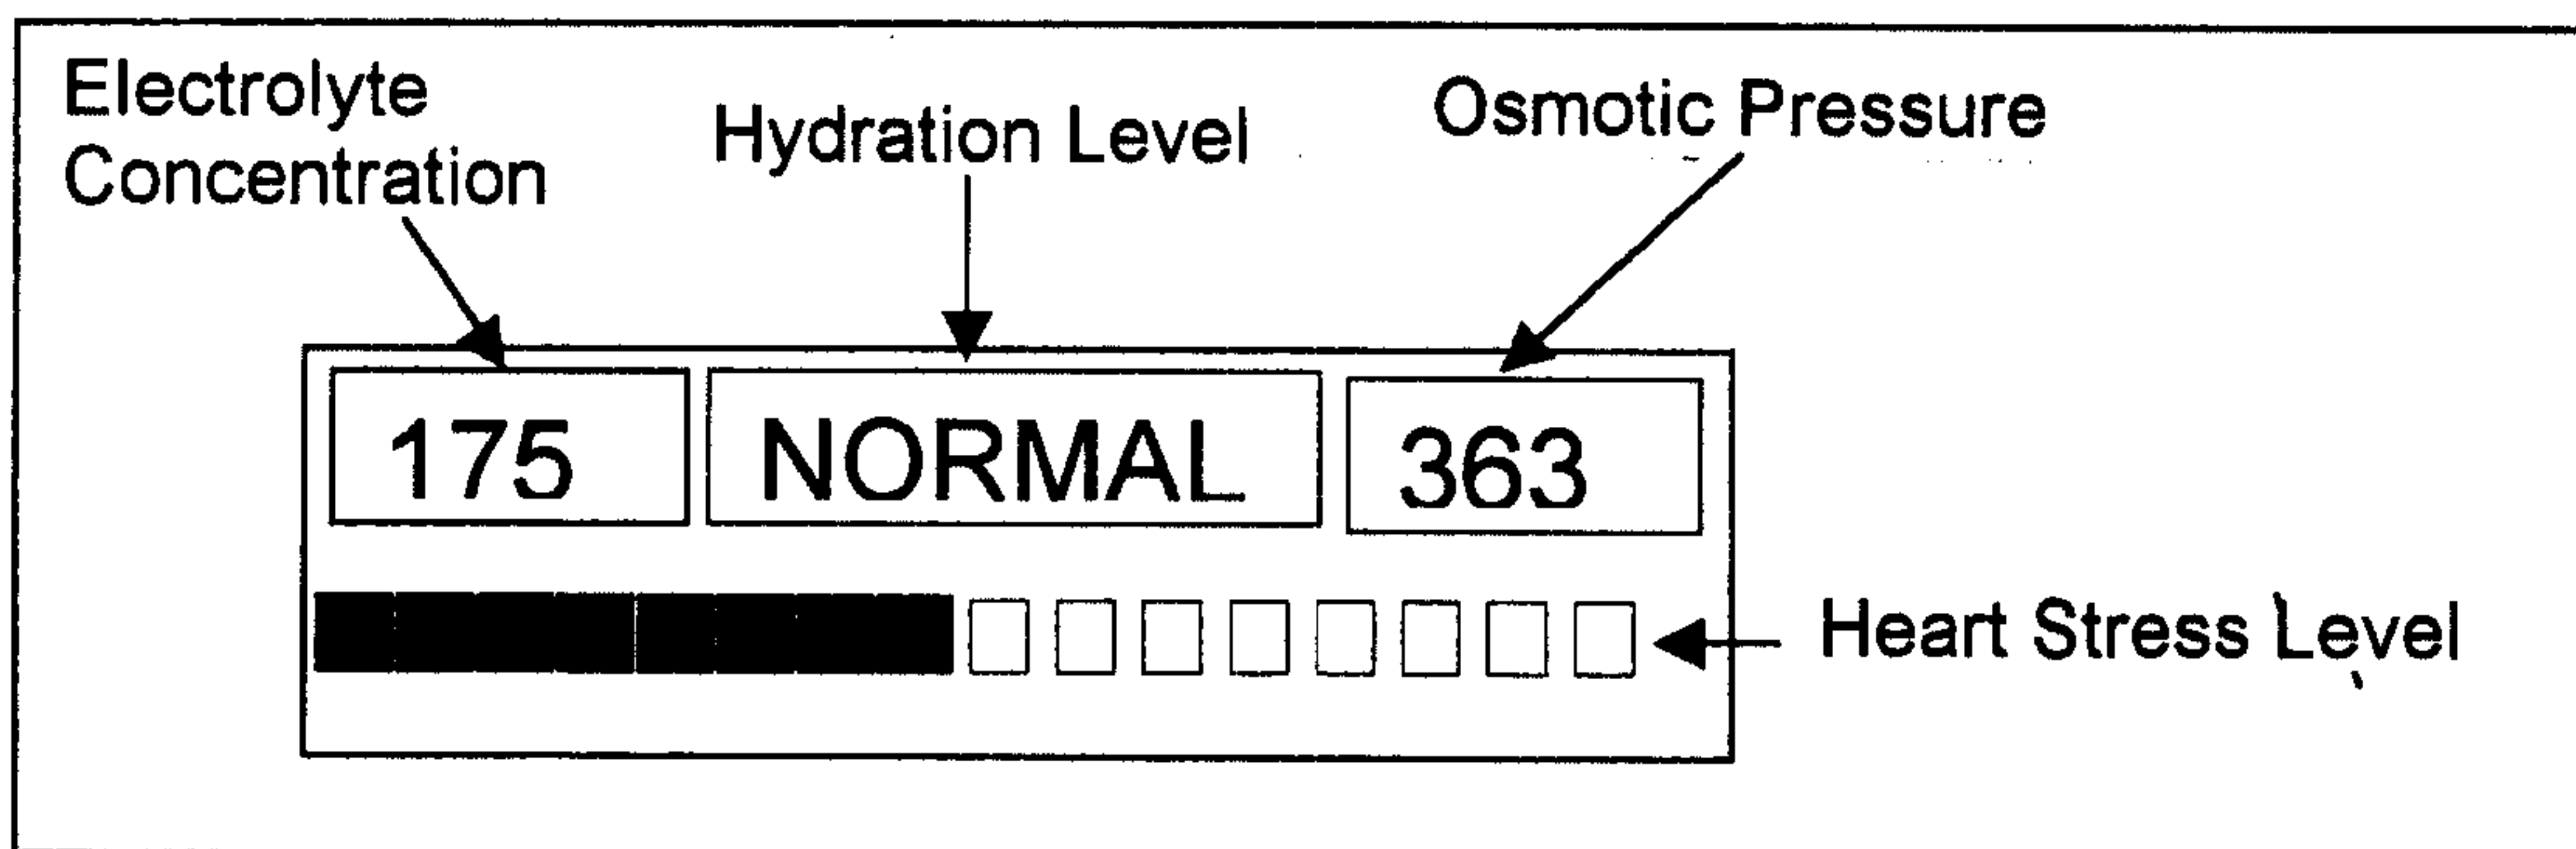 Electrolyte
Concentration
Hydration Level
Osmotic Pressure
175
NORMAL
363
Heart Stress Level